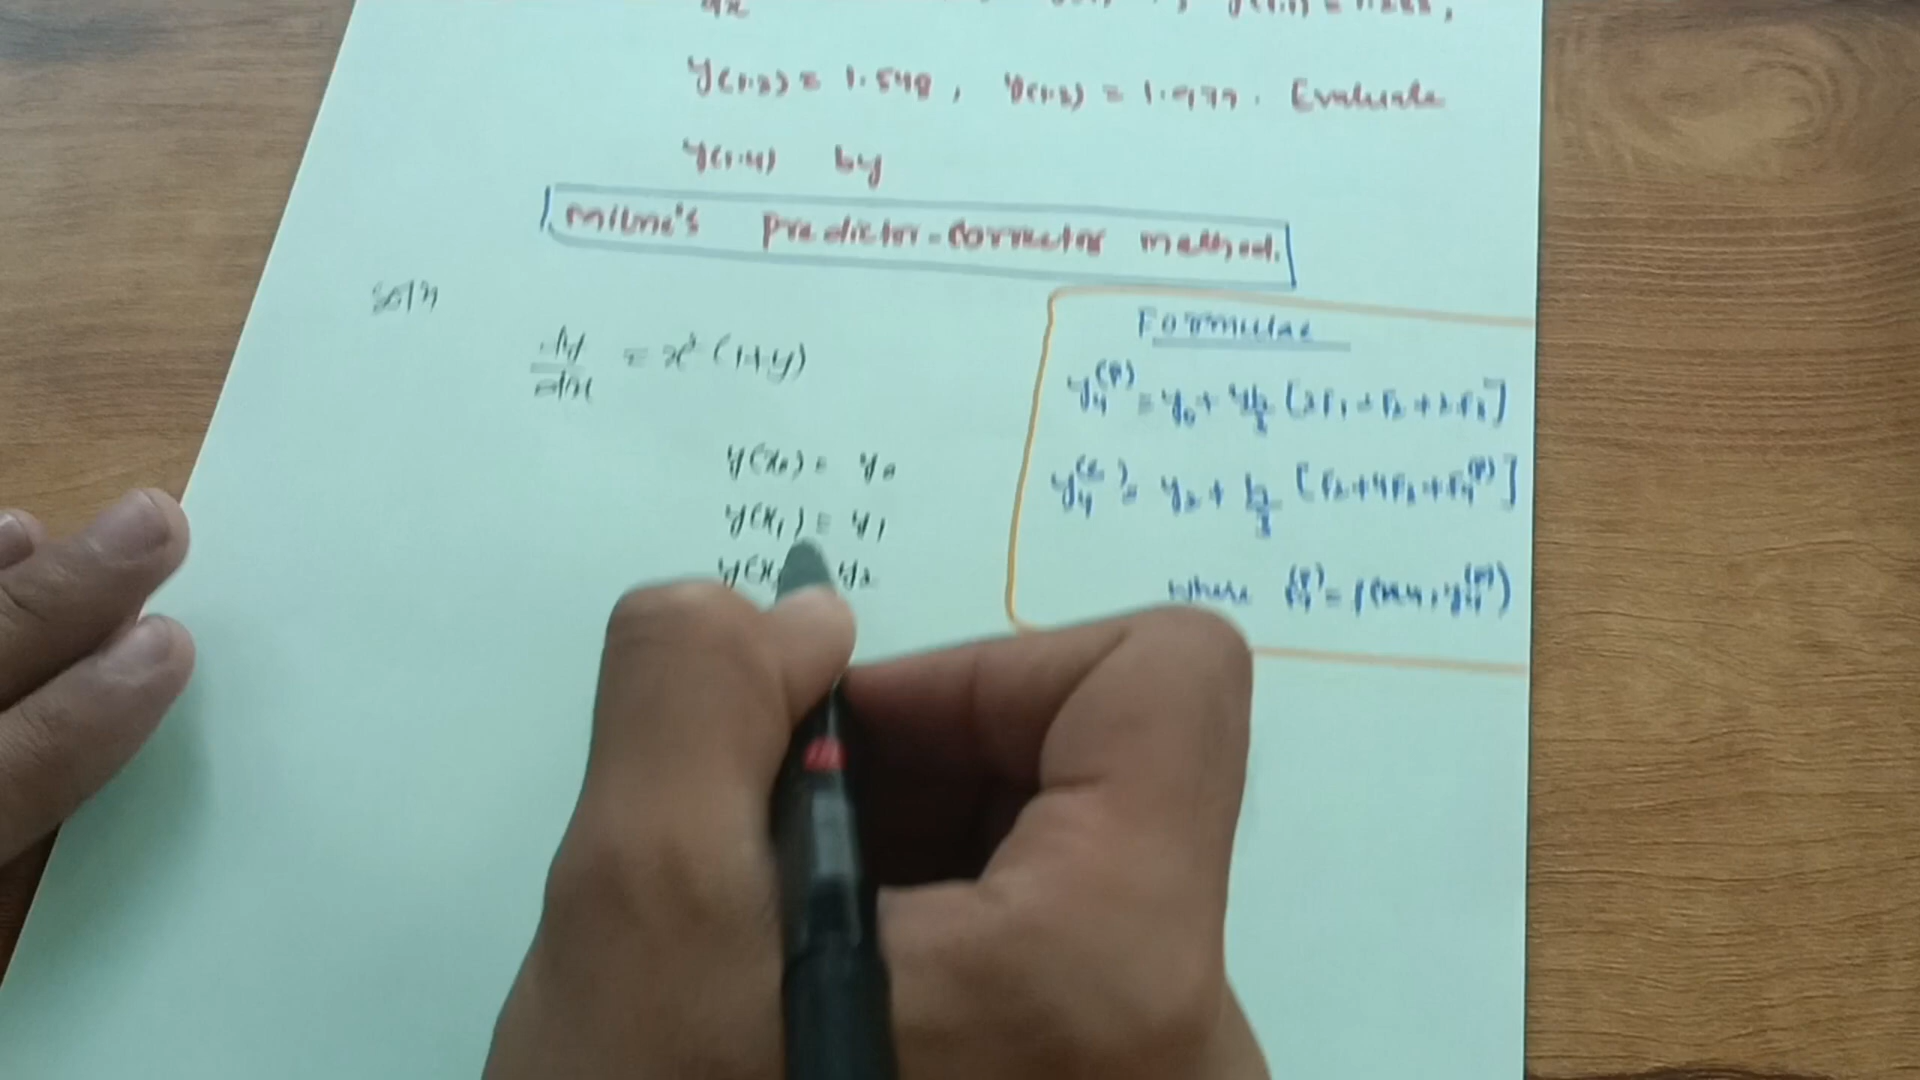 dx
y(1.2) = 1.548, y(1.3) = 1.979. Evaluate
y(1.4) by
Milne's Predictor-Corrector method.
Soln
dy/dx = x² (1+y)
y(x₀) = y₀
y(x₁) = y₁
y(x y₂
Formulae
y₄⁽ᴾ⁾ = y₀ + 4h/3 [2f₁ - f₂ + 2f₃]
y₄⁽ᶜ⁾ = y₂ + h/3 [f₂ + 4f₃ + f₄⁽ᴾ⁾]
where f₄⁽ᴾ⁾ = f(x₄, y₄⁽ᴾ⁾)